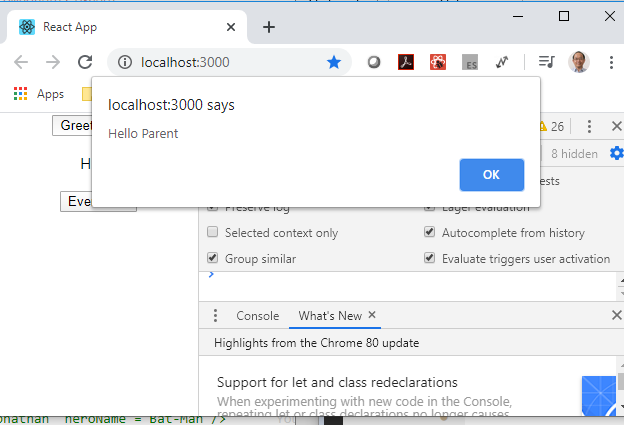 React App
localhost:3000
ES
Apps
localhost:3000 says
Hello Parent
OK
Greet
26
8 hidden
H
Eve
ests
Preserve log
Eager evaluation
Selected context only
Autocomplete from history
Group similar
Evaluate triggers user activation
Console
What's New
Highlights from the Chrome 80 update
Support for let and class redeclarations
When experimenting with new code in the Console,
repeating let or class declarations no longer causes
onathan" heroName = Bat-Man" />